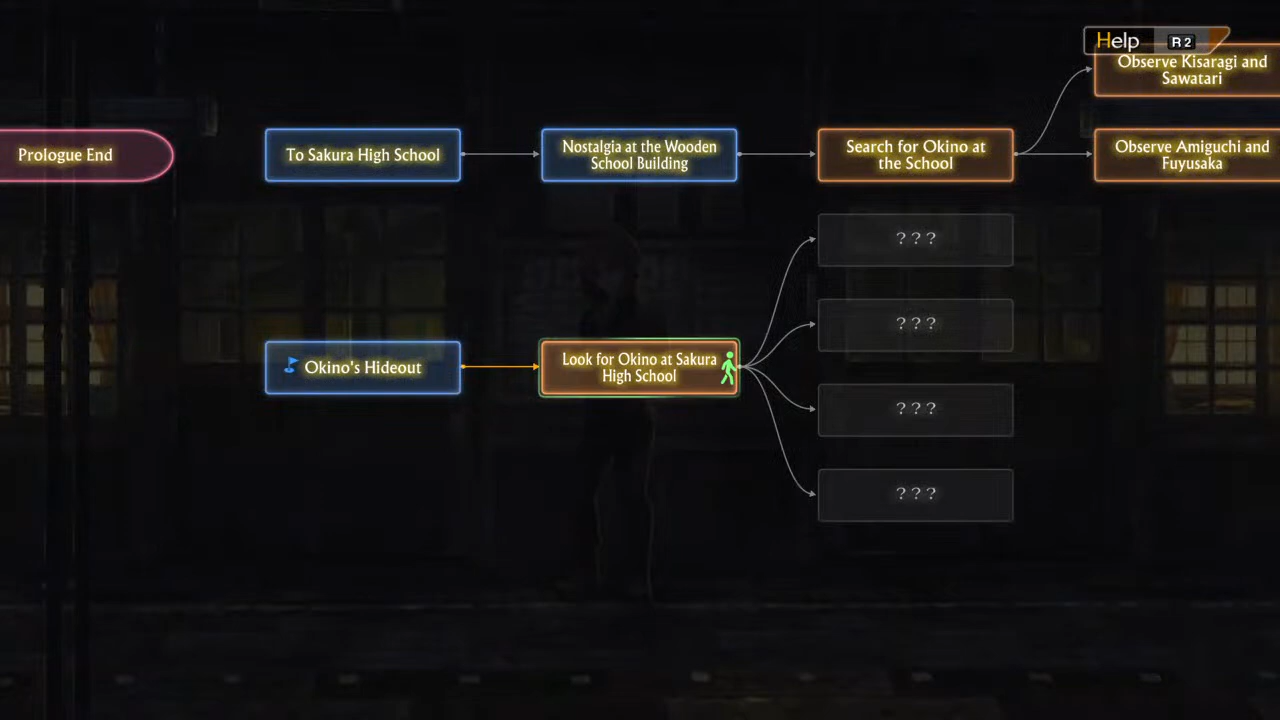 Help R2
Observe Kisaragi and
Sawatari
Prologue End
To Sakura High School
Nostalgia at the Wooden
School Building
Search for Okino at
the School
Observe Amiguchi and
Fuyusaka
???
???
Okino's Hideout
Look for Okino at Sakura
High School
???
???